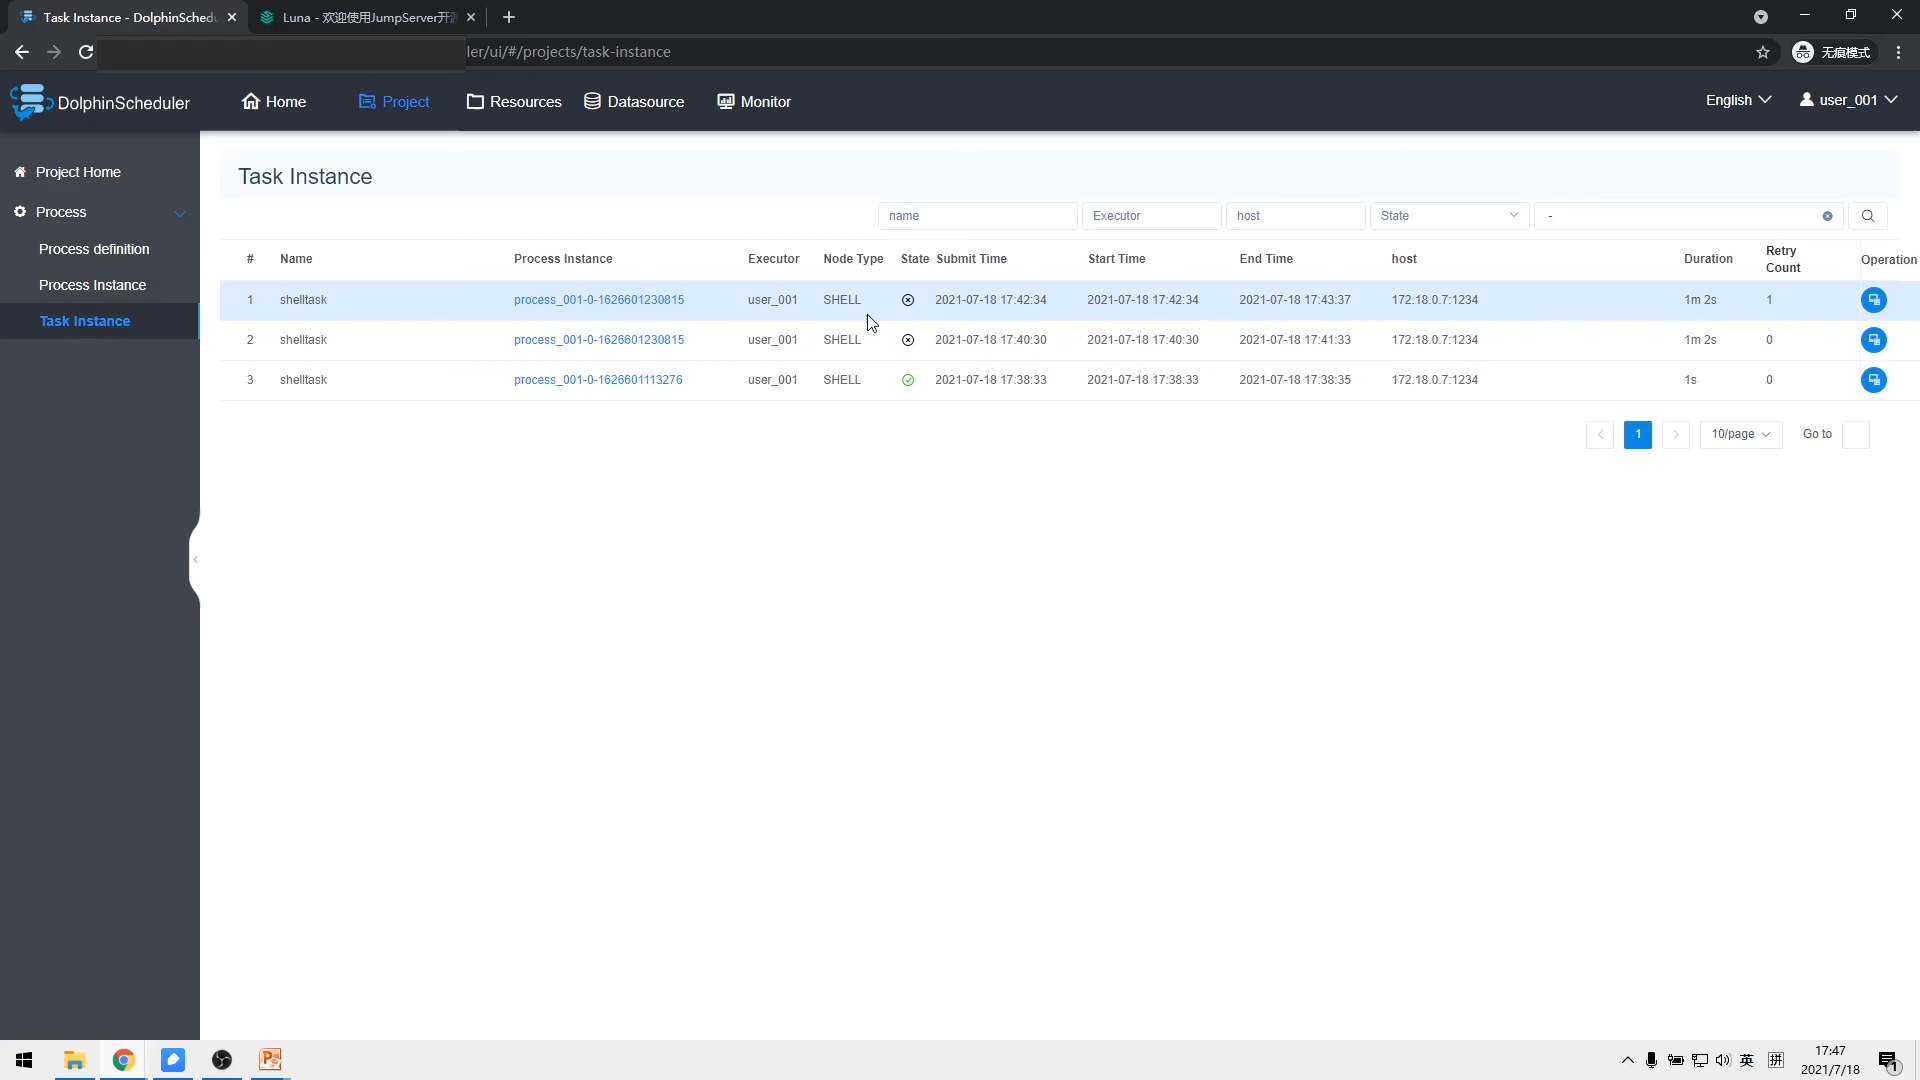 Task Instance - DolphinSchedu
Luna - 欢迎使用JumpServer开源
ler/ui/#/projects/task-instance
无痕模式
DolphinScheduler
Home
Project
Resources
Datasource
Monitor
English
user_001
Project Home
Process
Process definition
Process Instance
Task Instance
Task Instance
name
Executor
host
State
-
# Name Process Instance Executor Node Type State Submit Time Start Time End Time host Duration Retry Count Operation
1 shelltask process_001-0-1626601230815 user_001 SHELL 2021-07-18 17:42:34 2021-07-18 17:42:34 2021-07-18 17:43:37 172.18.0.7:1234 1m 2s 1
2 shelltask process_001-0-1626601230815 user_001 SHELL 2021-07-18 17:40:30 2021-07-18 17:40:30 2021-07-18 17:41:33 172.18.0.7:1234 1m 2s 0
3 shelltask process_001-0-1626601113276 user_001 SHELL 2021-07-18 17:38:33 2021-07-18 17:38:33 2021-07-18 17:38:35 172.18.0.7:1234 1s 0
1
10/page
Go to
英
拼
17:47
2021/7/18
1